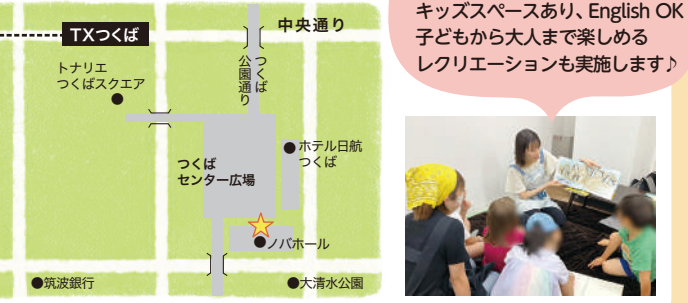 TXつくば
中央通り
つくば
公園通り
トナリエ
つくばスクエア
●
つくば
センター広場
●ホテル日航
つくば
●ノバホール
●筑波銀行
●大清水公園
キッズスペースあり、English OK
子どもから大人まで楽しめる
レクリエーションも実施します♪